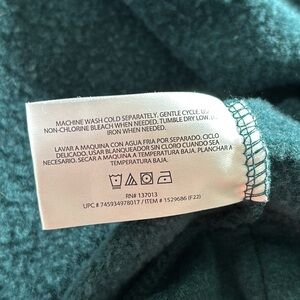 MACHINE WASH COLD SEPARATELY. GENTLE CYCLE.
NON-CHLORINE BLEACH WHEN NEEDED. TUMBLE DRY LOW.
IRON WHEN NEEDED.
LAVAR A MAQUINA CON AGUA FRIA POR SEPARADO. CICLO
DELICADO. USAR BLANQUEADOR SIN CLORO CUANDO SEA
NECESARIO. SECAR A MAQUINA A TEMPERATURA BAJA. PLANCHAR A
TEMPERATURA BAJA.
RN# 137013
UPC # 745934978017 / ITEM # 1529686 (F22)